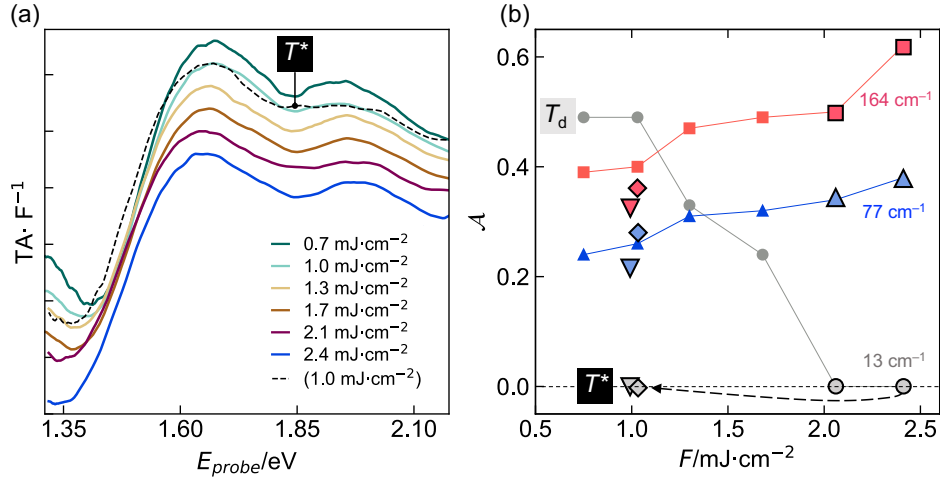 (a)
T*
TA· F⁻¹
0.7 mJ·cm⁻²
1.0 mJ·cm⁻²
1.3 mJ·cm⁻²
1.7 mJ·cm⁻²
2.1 mJ·cm⁻²
2.4 mJ·cm⁻²
(1.0 mJ·cm⁻²)
1.35 1.60 1.85 2.10
E_probe/eV
(b)
0.6
0.4
0.2
0.0
𝒜
T_d
164 cm⁻¹
77 cm⁻¹
13 cm⁻¹
T*
0.5 1.0 1.5 2.0 2.5
F/mJ·cm⁻²